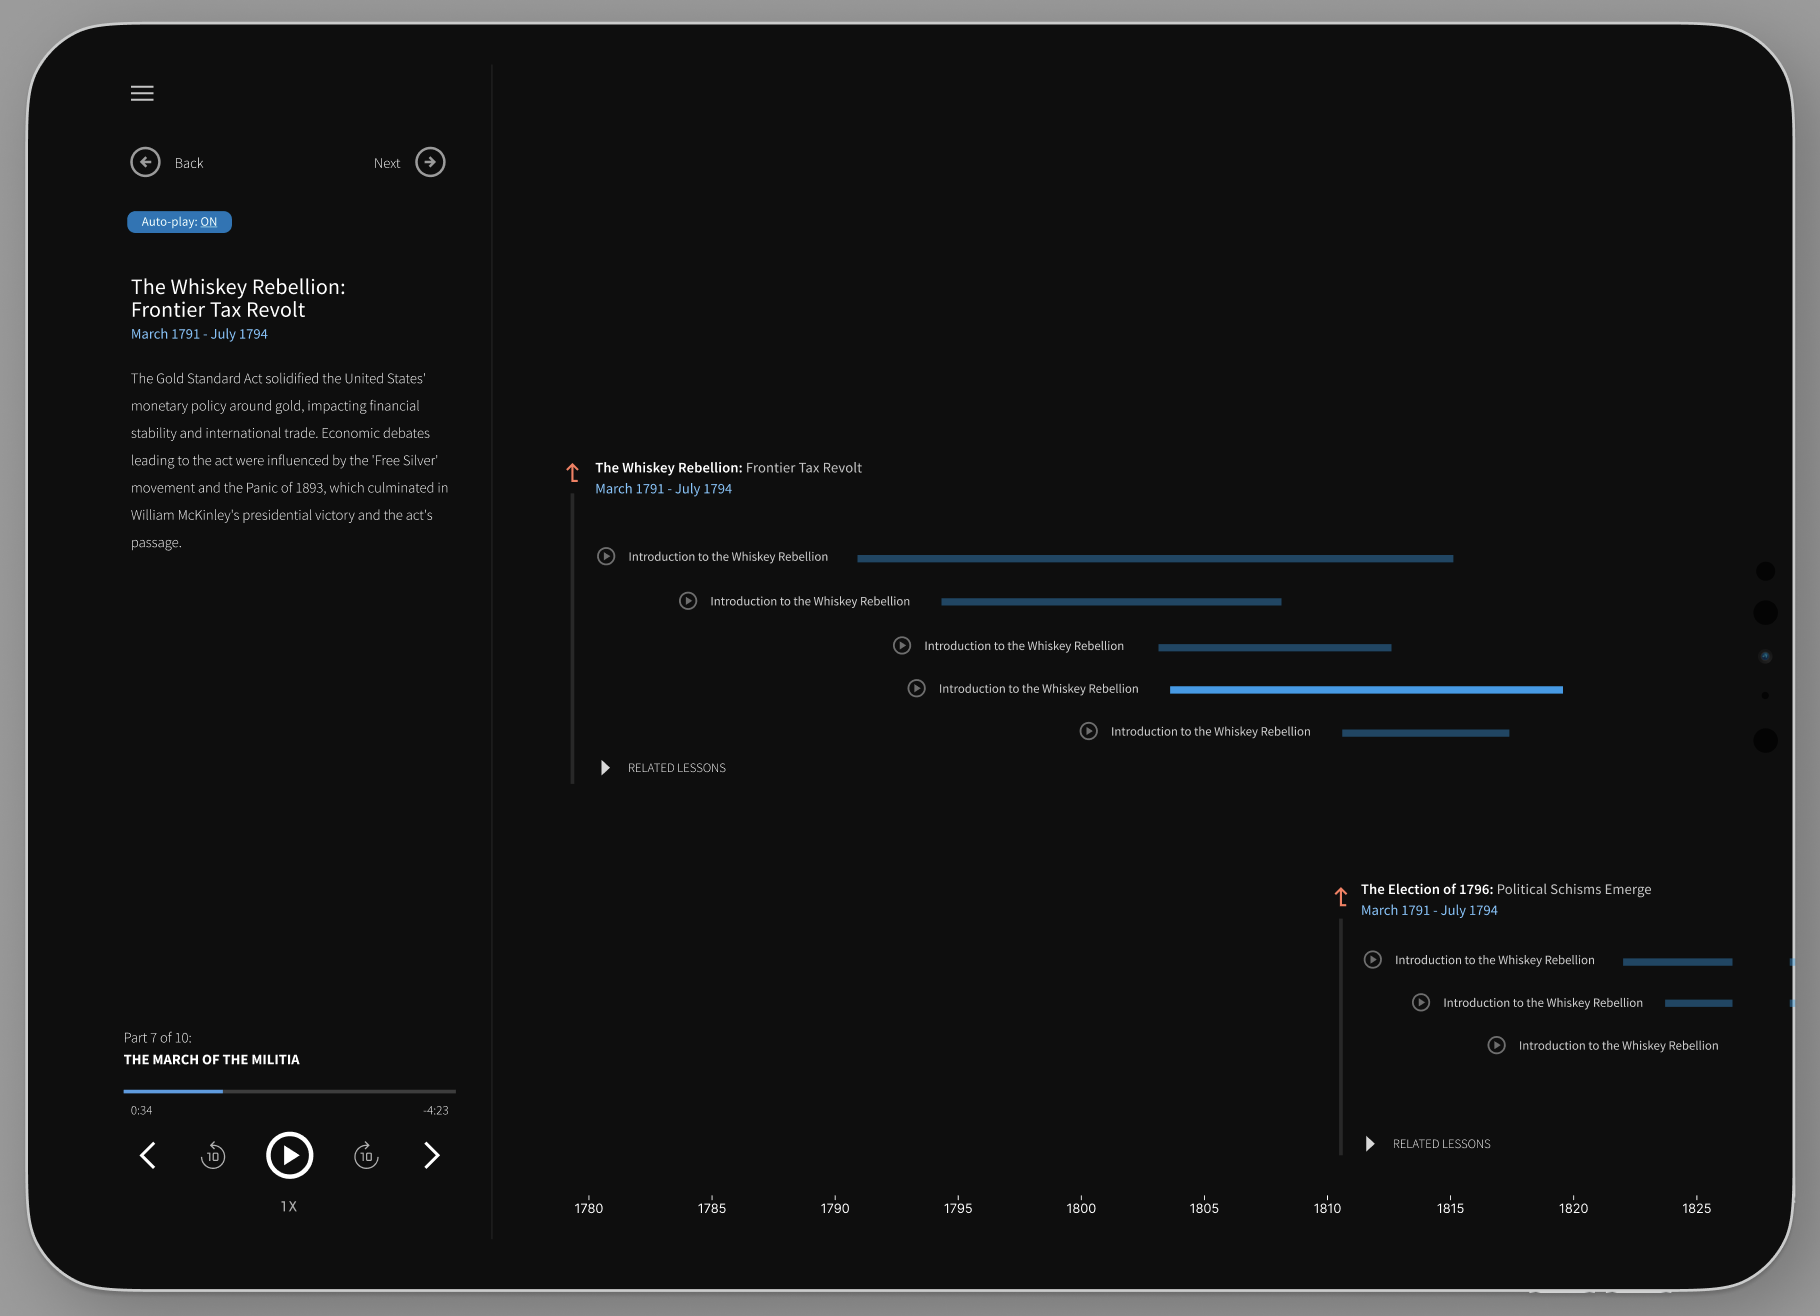 Back
Next
Auto-play: ON
The Whiskey Rebellion:
Frontier Tax Revolt
March 1791 - July 1794
The Gold Standard Act solidified the United States'
monetary policy around gold, impacting financial
stability and international trade. Economic debates
leading to the act were influenced by the 'Free Silver'
movement and the Panic of 1893, which culminated in
William McKinley's presidential victory and the act's
passage.
Part 7 of 10:
THE MARCH OF THE MILITIA
0:34
-4:23
10
10
1X
The Whiskey Rebellion: Frontier Tax Revolt
March 1791 - July 1794
Introduction to the Whiskey Rebellion
Introduction to the Whiskey Rebellion
Introduction to the Whiskey Rebellion
Introduction to the Whiskey Rebellion
Introduction to the Whiskey Rebellion
RELATED LESSONS
The Election of 1796: Political Schisms Emerge
March 1791 - July 1794
Introduction to the Whiskey Rebellion
Introduction to the Whiskey Rebellion
Introduction to the Whiskey Rebellion
RELATED LESSONS
1780 1785 1790 1795 1800 1805 1810 1815 1820 1825